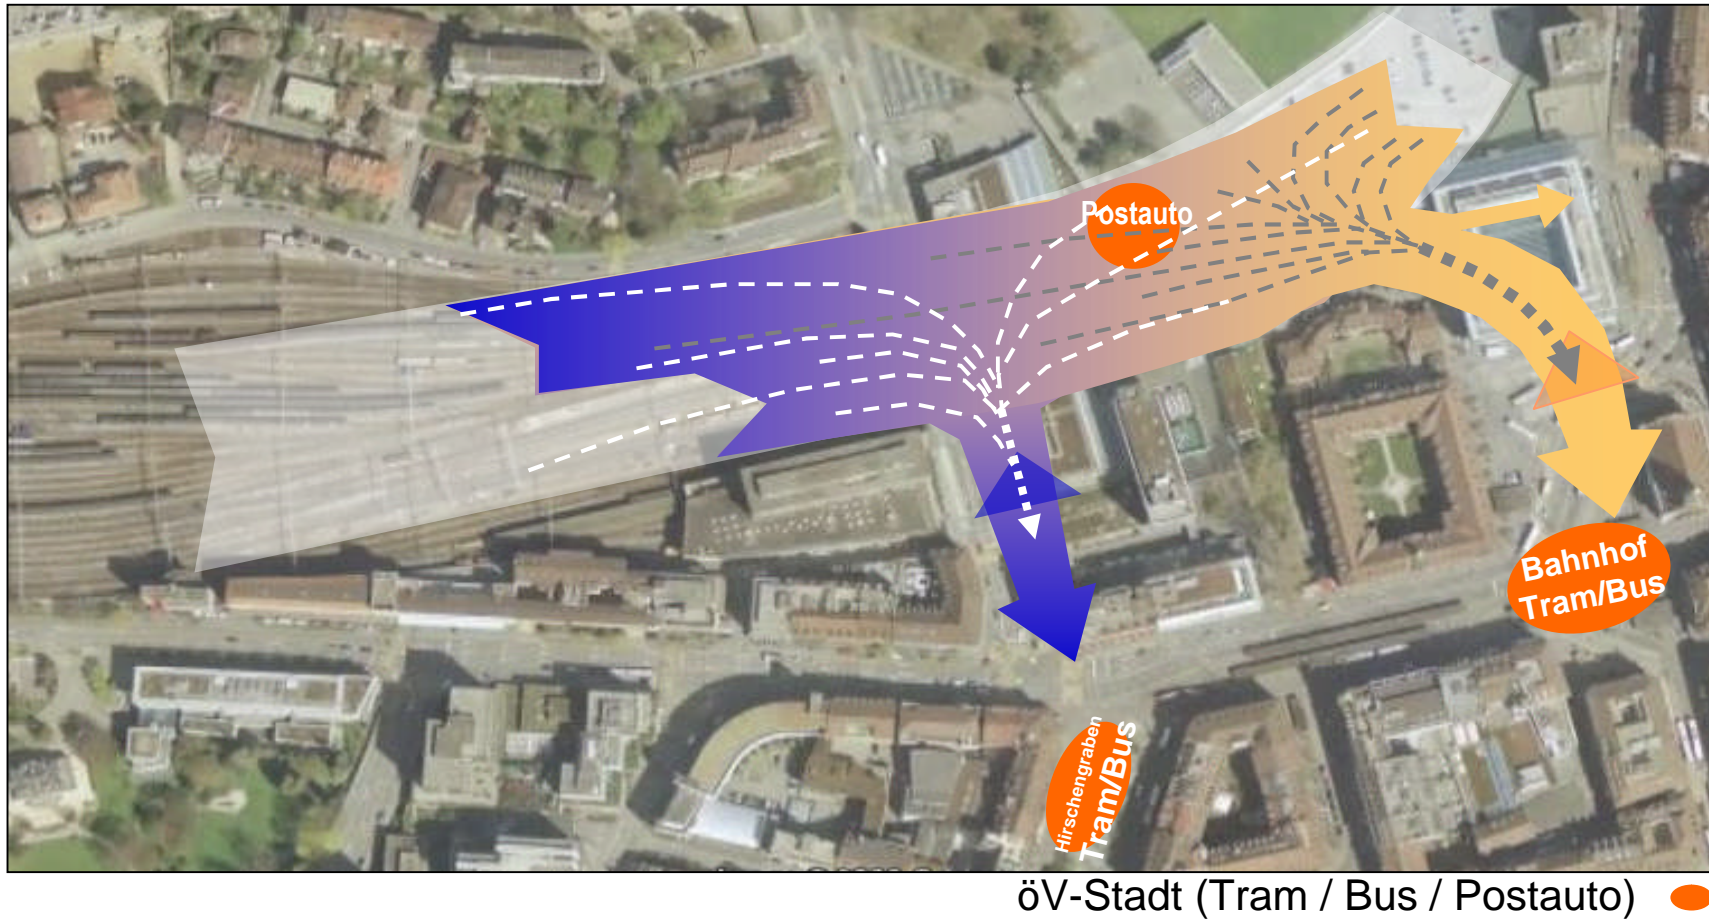 Postauto
Bahnhof
Tram/Bus
Hirschengraben
Tram/Bus
öV-Stadt (Tram / Bus / Postauto)